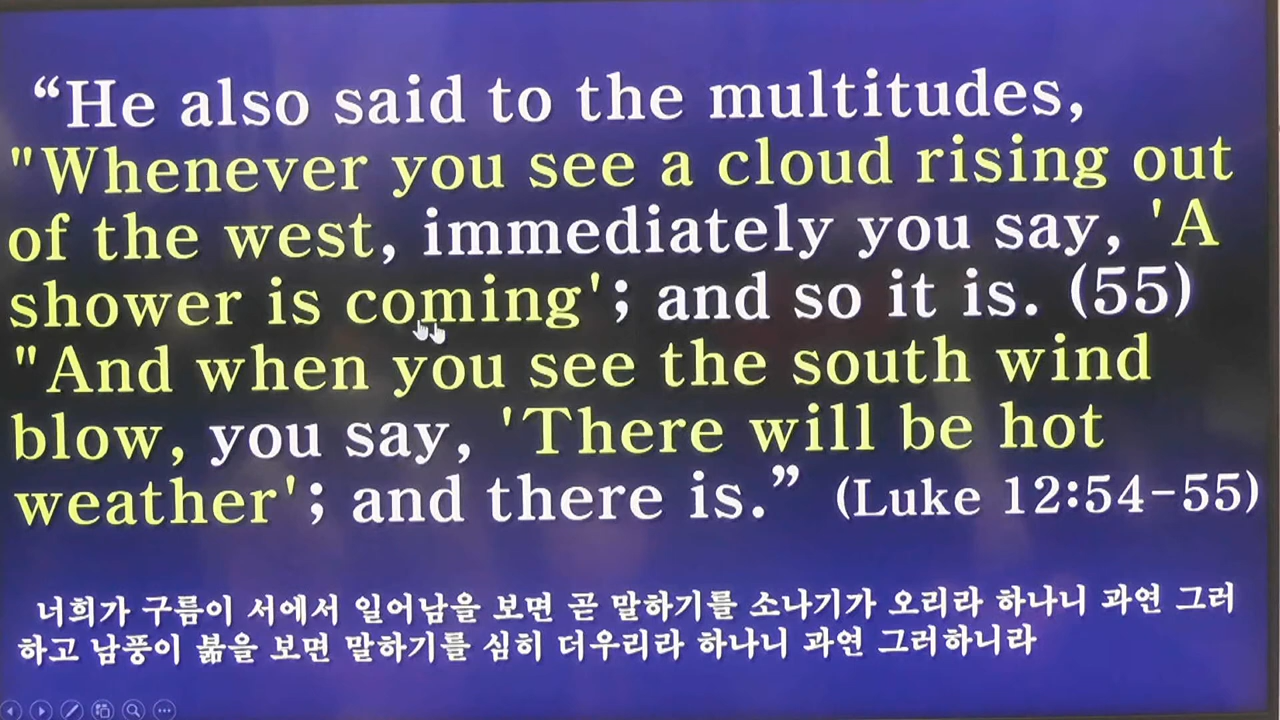 “He also said to the multitudes,
"Whenever you see a cloud rising out
of the west, immediately you say, 'A
shower is coming'; and so it is. (55)
"And when you see the south wind
blow, you say, 'There will be hot
weather'; and there is.” (Luke 12:54-55)
너희가 구름이 서에서 일어남을 보면 곧 말하기를 소나기가 오리라 하나니 과연 그러
하고 남풍이 붊을 보면 말하기를 심히 더우리라 하나니 과연 그러하니라